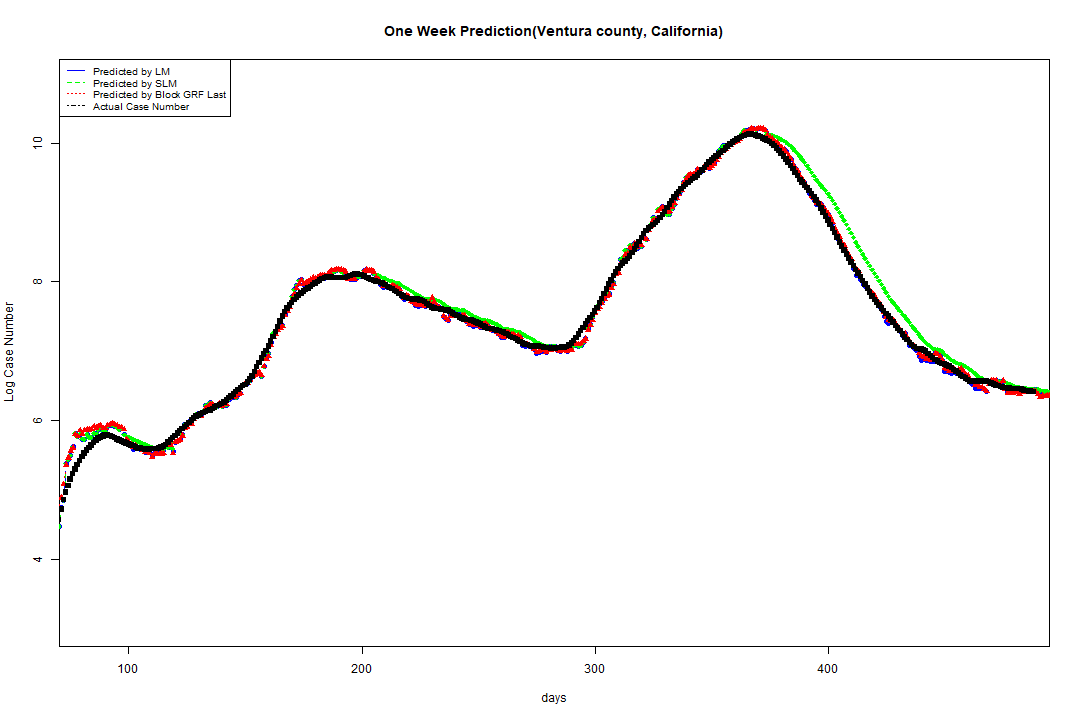 One Week Prediction(Ventura county, California)
Predicted by LM
Predicted by SLM
Predicted by Block GRF Last
Actual Case Number
10
8
6
4
Log Case Number
100 200 300 400
days